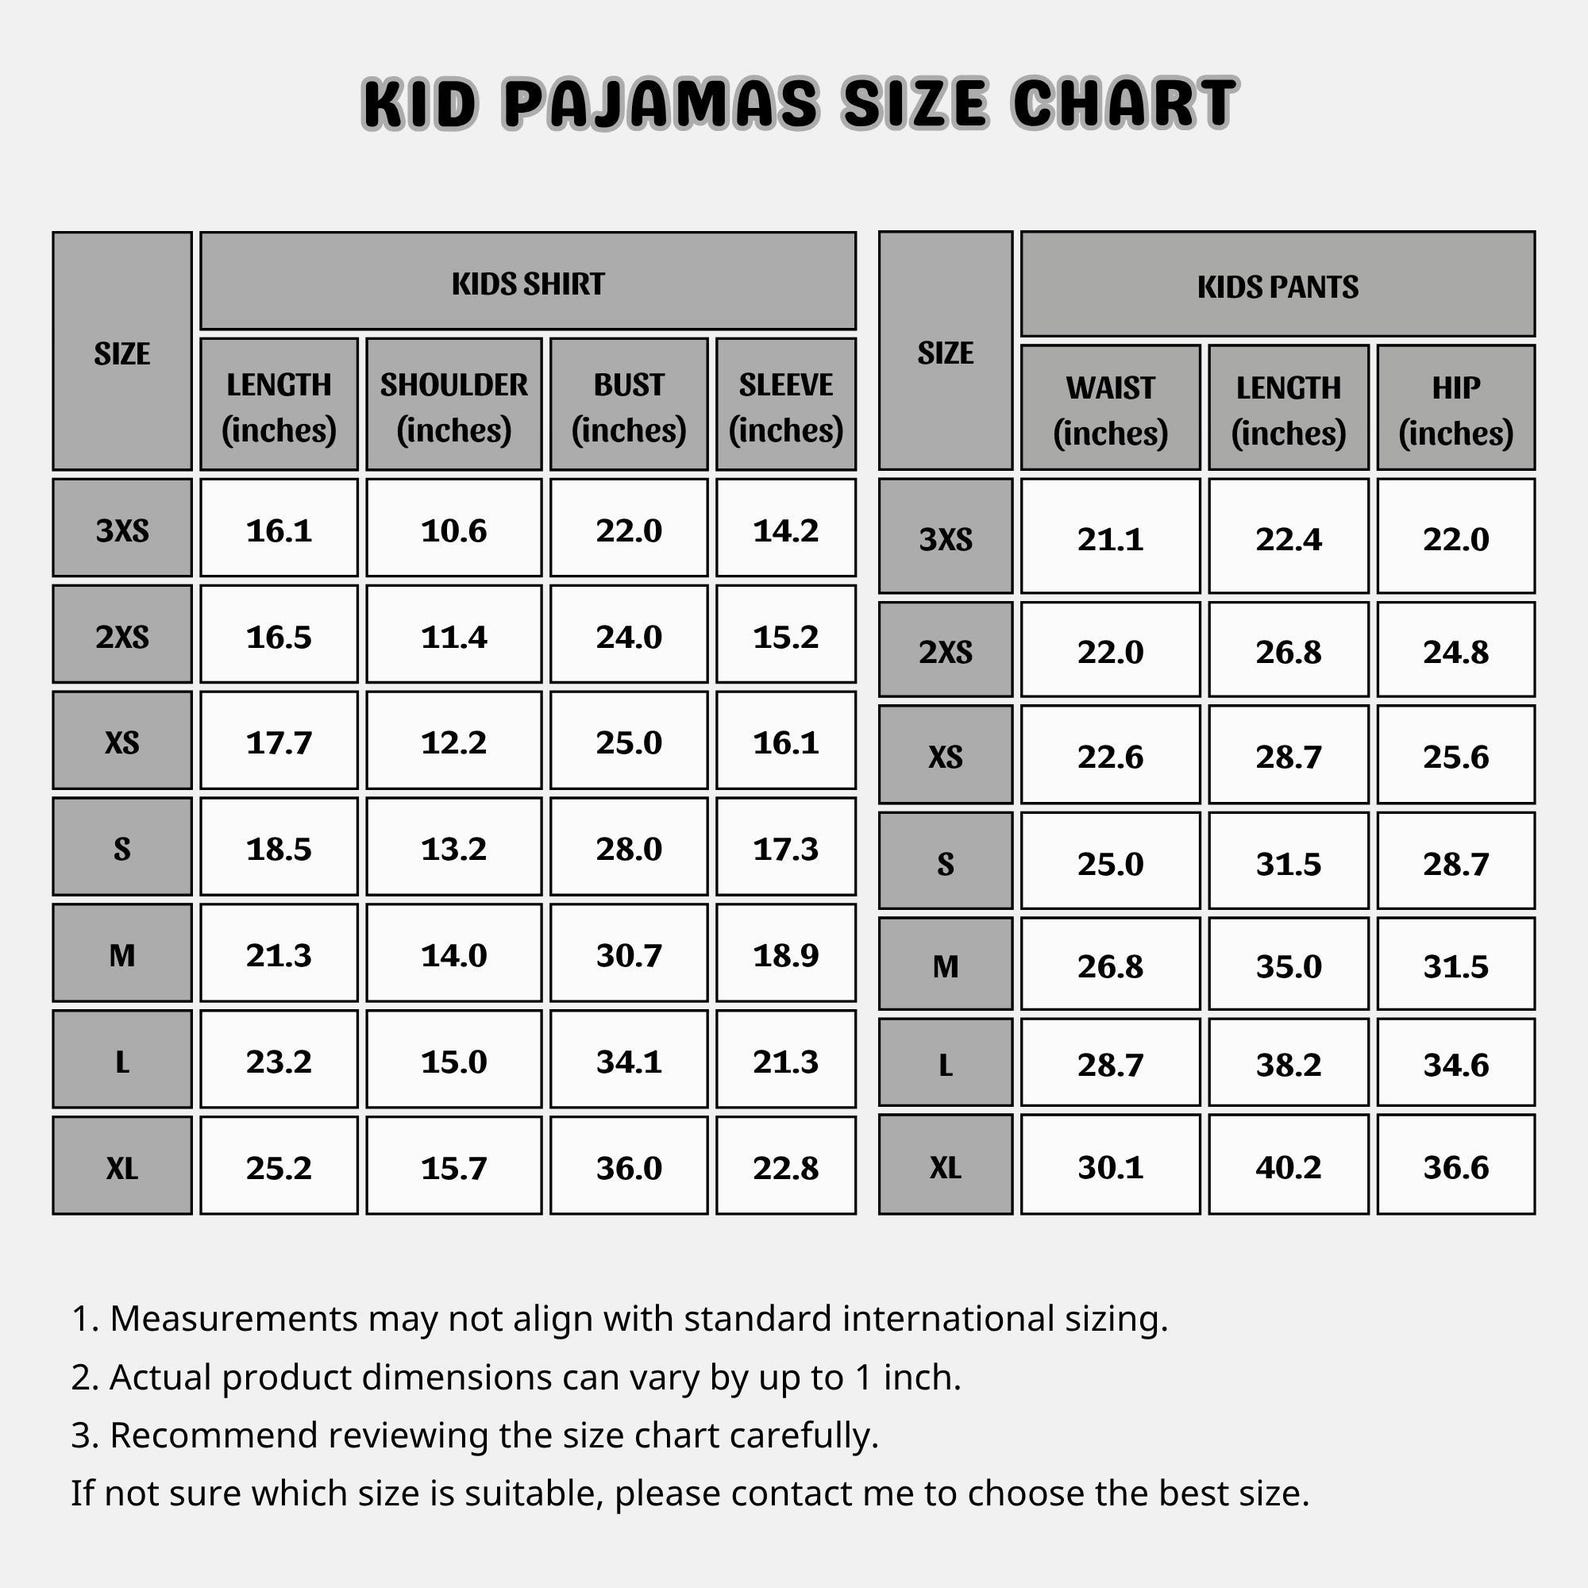 KID PAJAMAS SIZE CHART
SIZE KIDS SHIRT
LENGTH (inches) SHOULDER (inches) BUST (inches) SLEEVE (inches)
3XS 16.1 10.6 22.0 14.2
2XS 16.5 11.4 24.0 15.2
XS 17.7 12.2 25.0 16.1
S 18.5 13.2 28.0 17.3
M 21.3 14.0 30.7 18.9
L 23.2 15.0 34.1 21.3
XL 25.2 15.7 36.0 22.8
SIZE KIDS PANTS
WAIST (inches) LENGTH (inches) HIP (inches)
3XS 21.1 22.4 22.0
2XS 22.0 26.8 24.8
XS 22.6 28.7 25.6
S 25.0 31.5 28.7
M 26.8 35.0 31.5
L 28.7 38.2 34.6
XL 30.1 40.2 36.6
1. Measurements may not align with standard international sizing.
2. Actual product dimensions can vary by up to 1 inch.
3. Recommend reviewing the size chart carefully.
If not sure which size is suitable, please contact me to choose the best size.